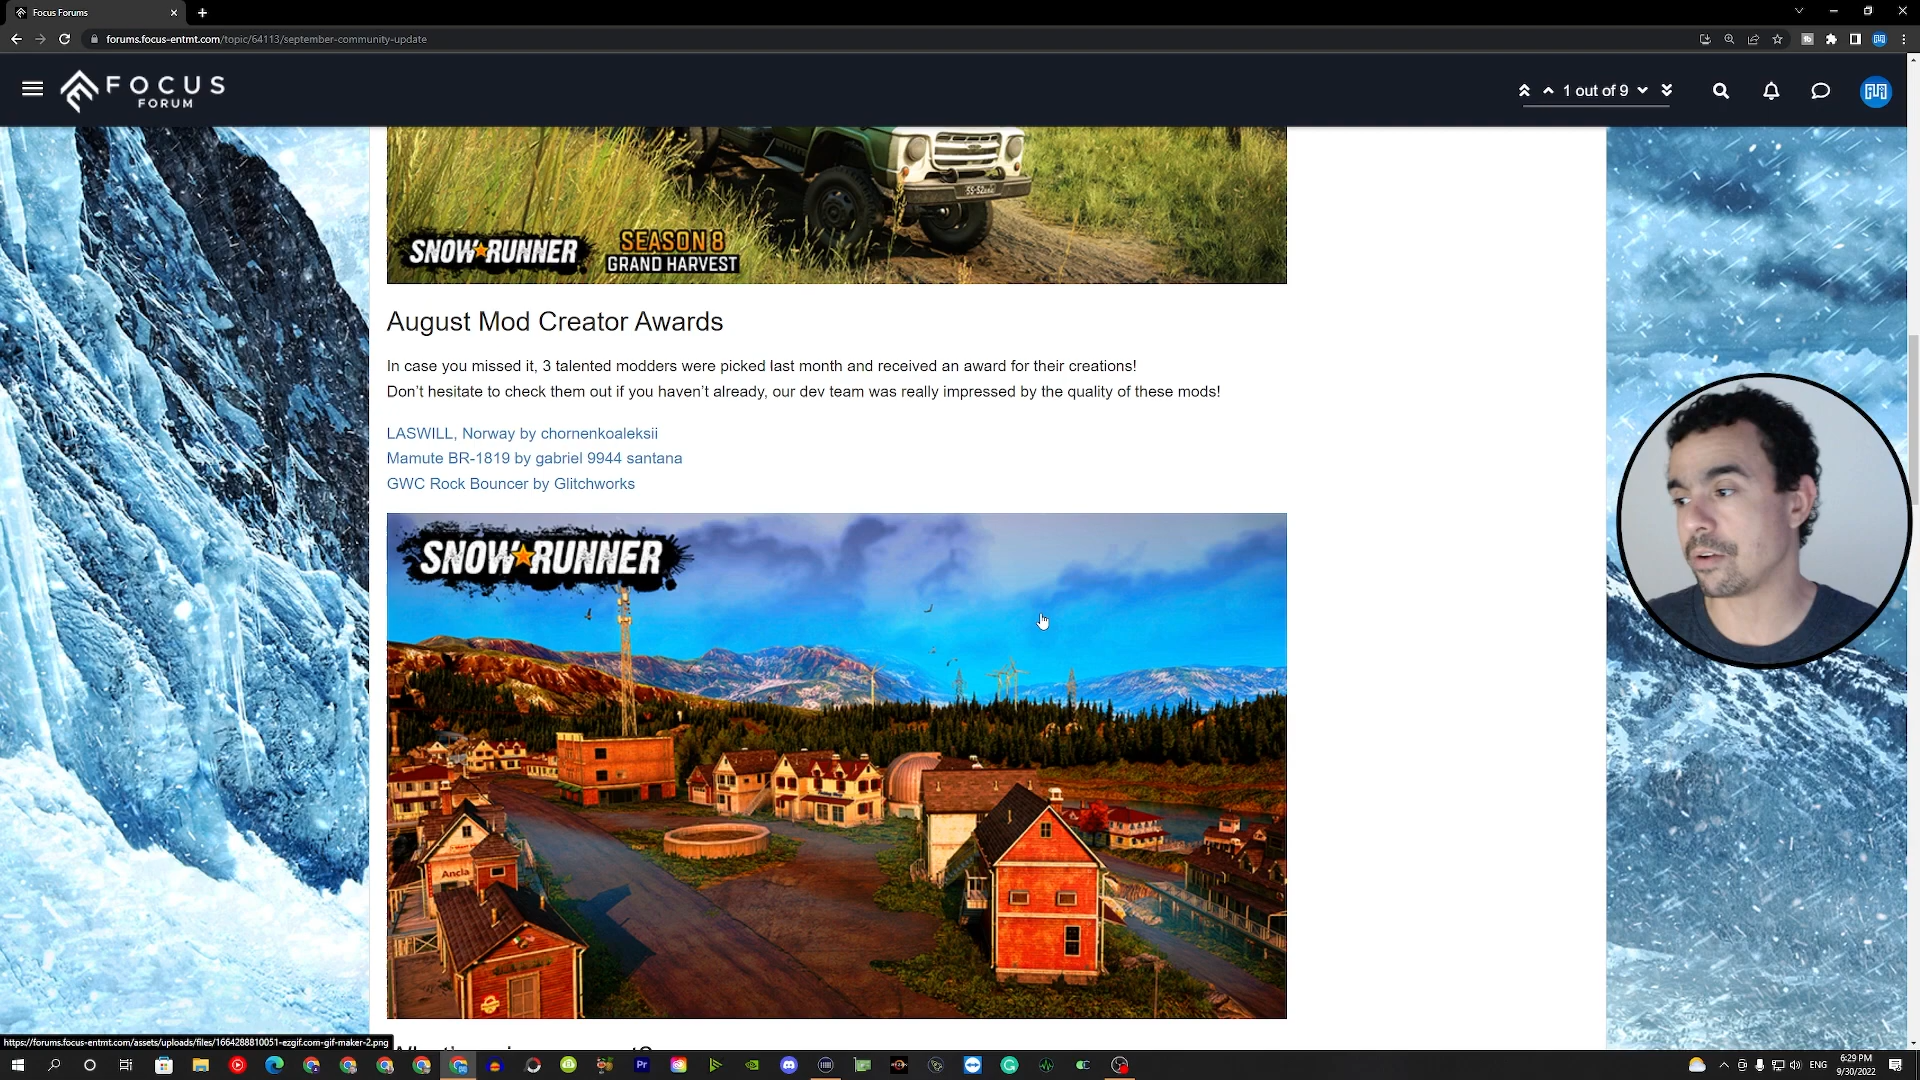 Focus Forums
forums.focus-entmt.com/topic/64113/september-community-update
FOCUS
FORUM
1 out of 9
SNOWRUNNER
SEASON 8
GRAND HARVEST
August Mod Creator Awards
In case you missed it, 3 talented modders were picked last month and received an award for their creations!
Don’t hesitate to check them out if you haven’t already, our dev team was really impressed by the quality of these mods!
LASWILL, Norway by chornenkoaleksii
Mamute BR-1819 by gabriel 9944 santana
GWC Rock Bouncer by Glitchworks
SNOWRUNNER
Ancla
https://forums.focus-entmt.com/assets/uploads/files/1664288810051-ezgif.com-gif-maker-2.png
Pr
ENG
6:29 PM
9/30/2022